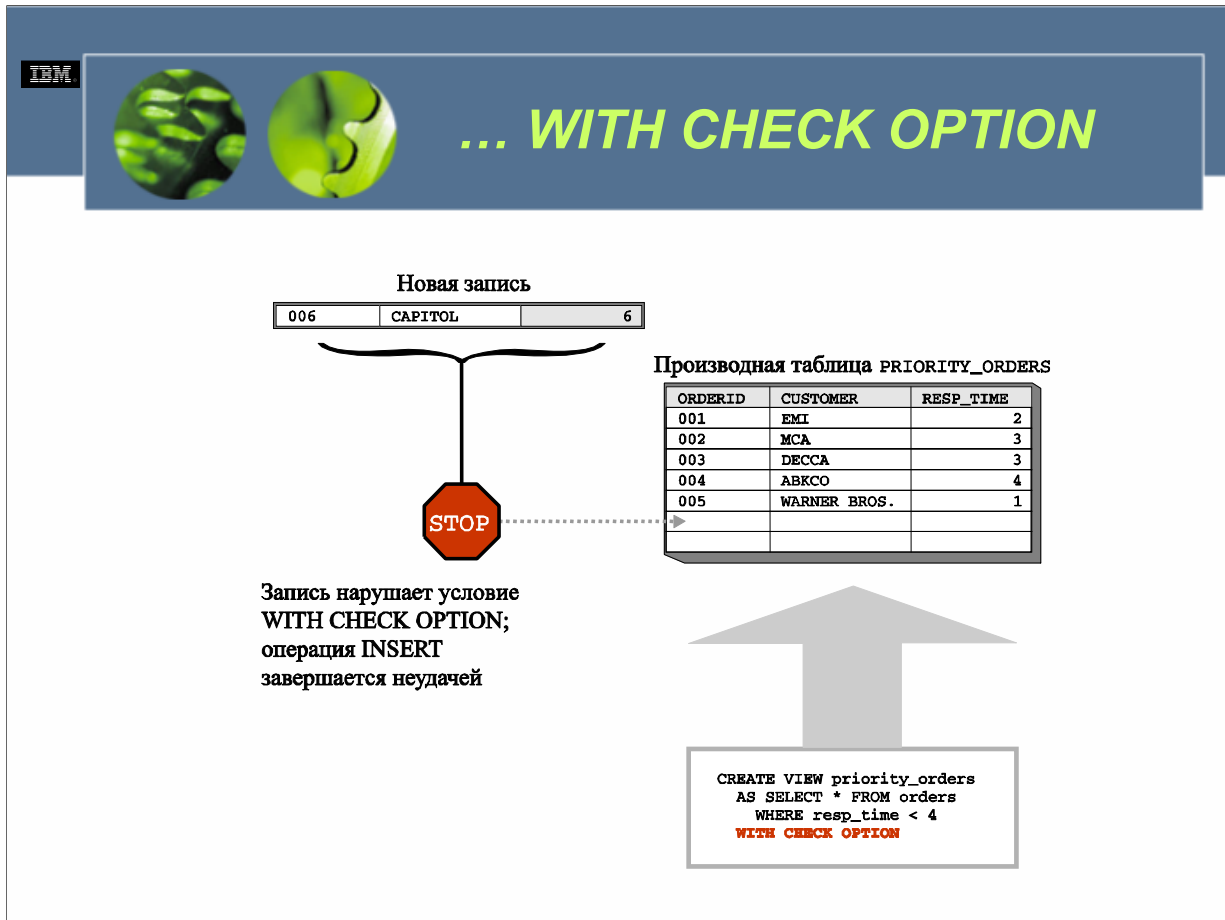 IBM.
... WITH CHECK OPTION
Новая запись
006 CAPITOL 6
Производная таблица PRIORITY_ORDERS
ORDERID CUSTOMER RESP_TIME
001 EMI 2
002 MCA 3
003 DECCA 3
004 ABKCO 4
005 WARNER BROS. 1
STOP
Запись нарушает условие
WITH CHECK OPTION;
операция INSERT
завершается неудачей
CREATE VIEW priority_orders
AS SELECT * FROM orders
WHERE resp_time < 4
WITH CHECK OPTION